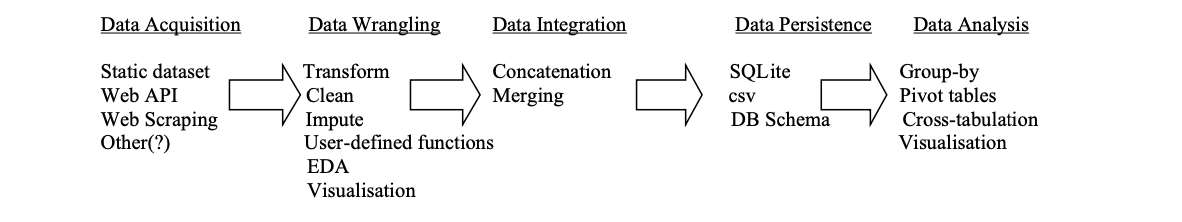 Data Acquisition
Data Wrangling
Data Integration
Data Persistence
Data Analysis
Static dataset
Web API
Web Scraping
Other(?)
Transform
Clean
Impute
User-defined functions
EDA
Visualisation
Concatenation
Merging
SQLite
csv
DB Schema
Group-by
Pivot tables
Cross-tabulation
Visualisation